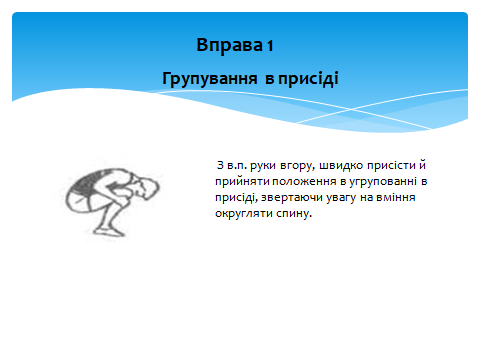 Вправа 1
Групування в присіді
З в.п. руки вгору, швидко присісти й
прийняти положення в угрупованні в
присіді, звертаючи увагу на вміння
округляти спину.